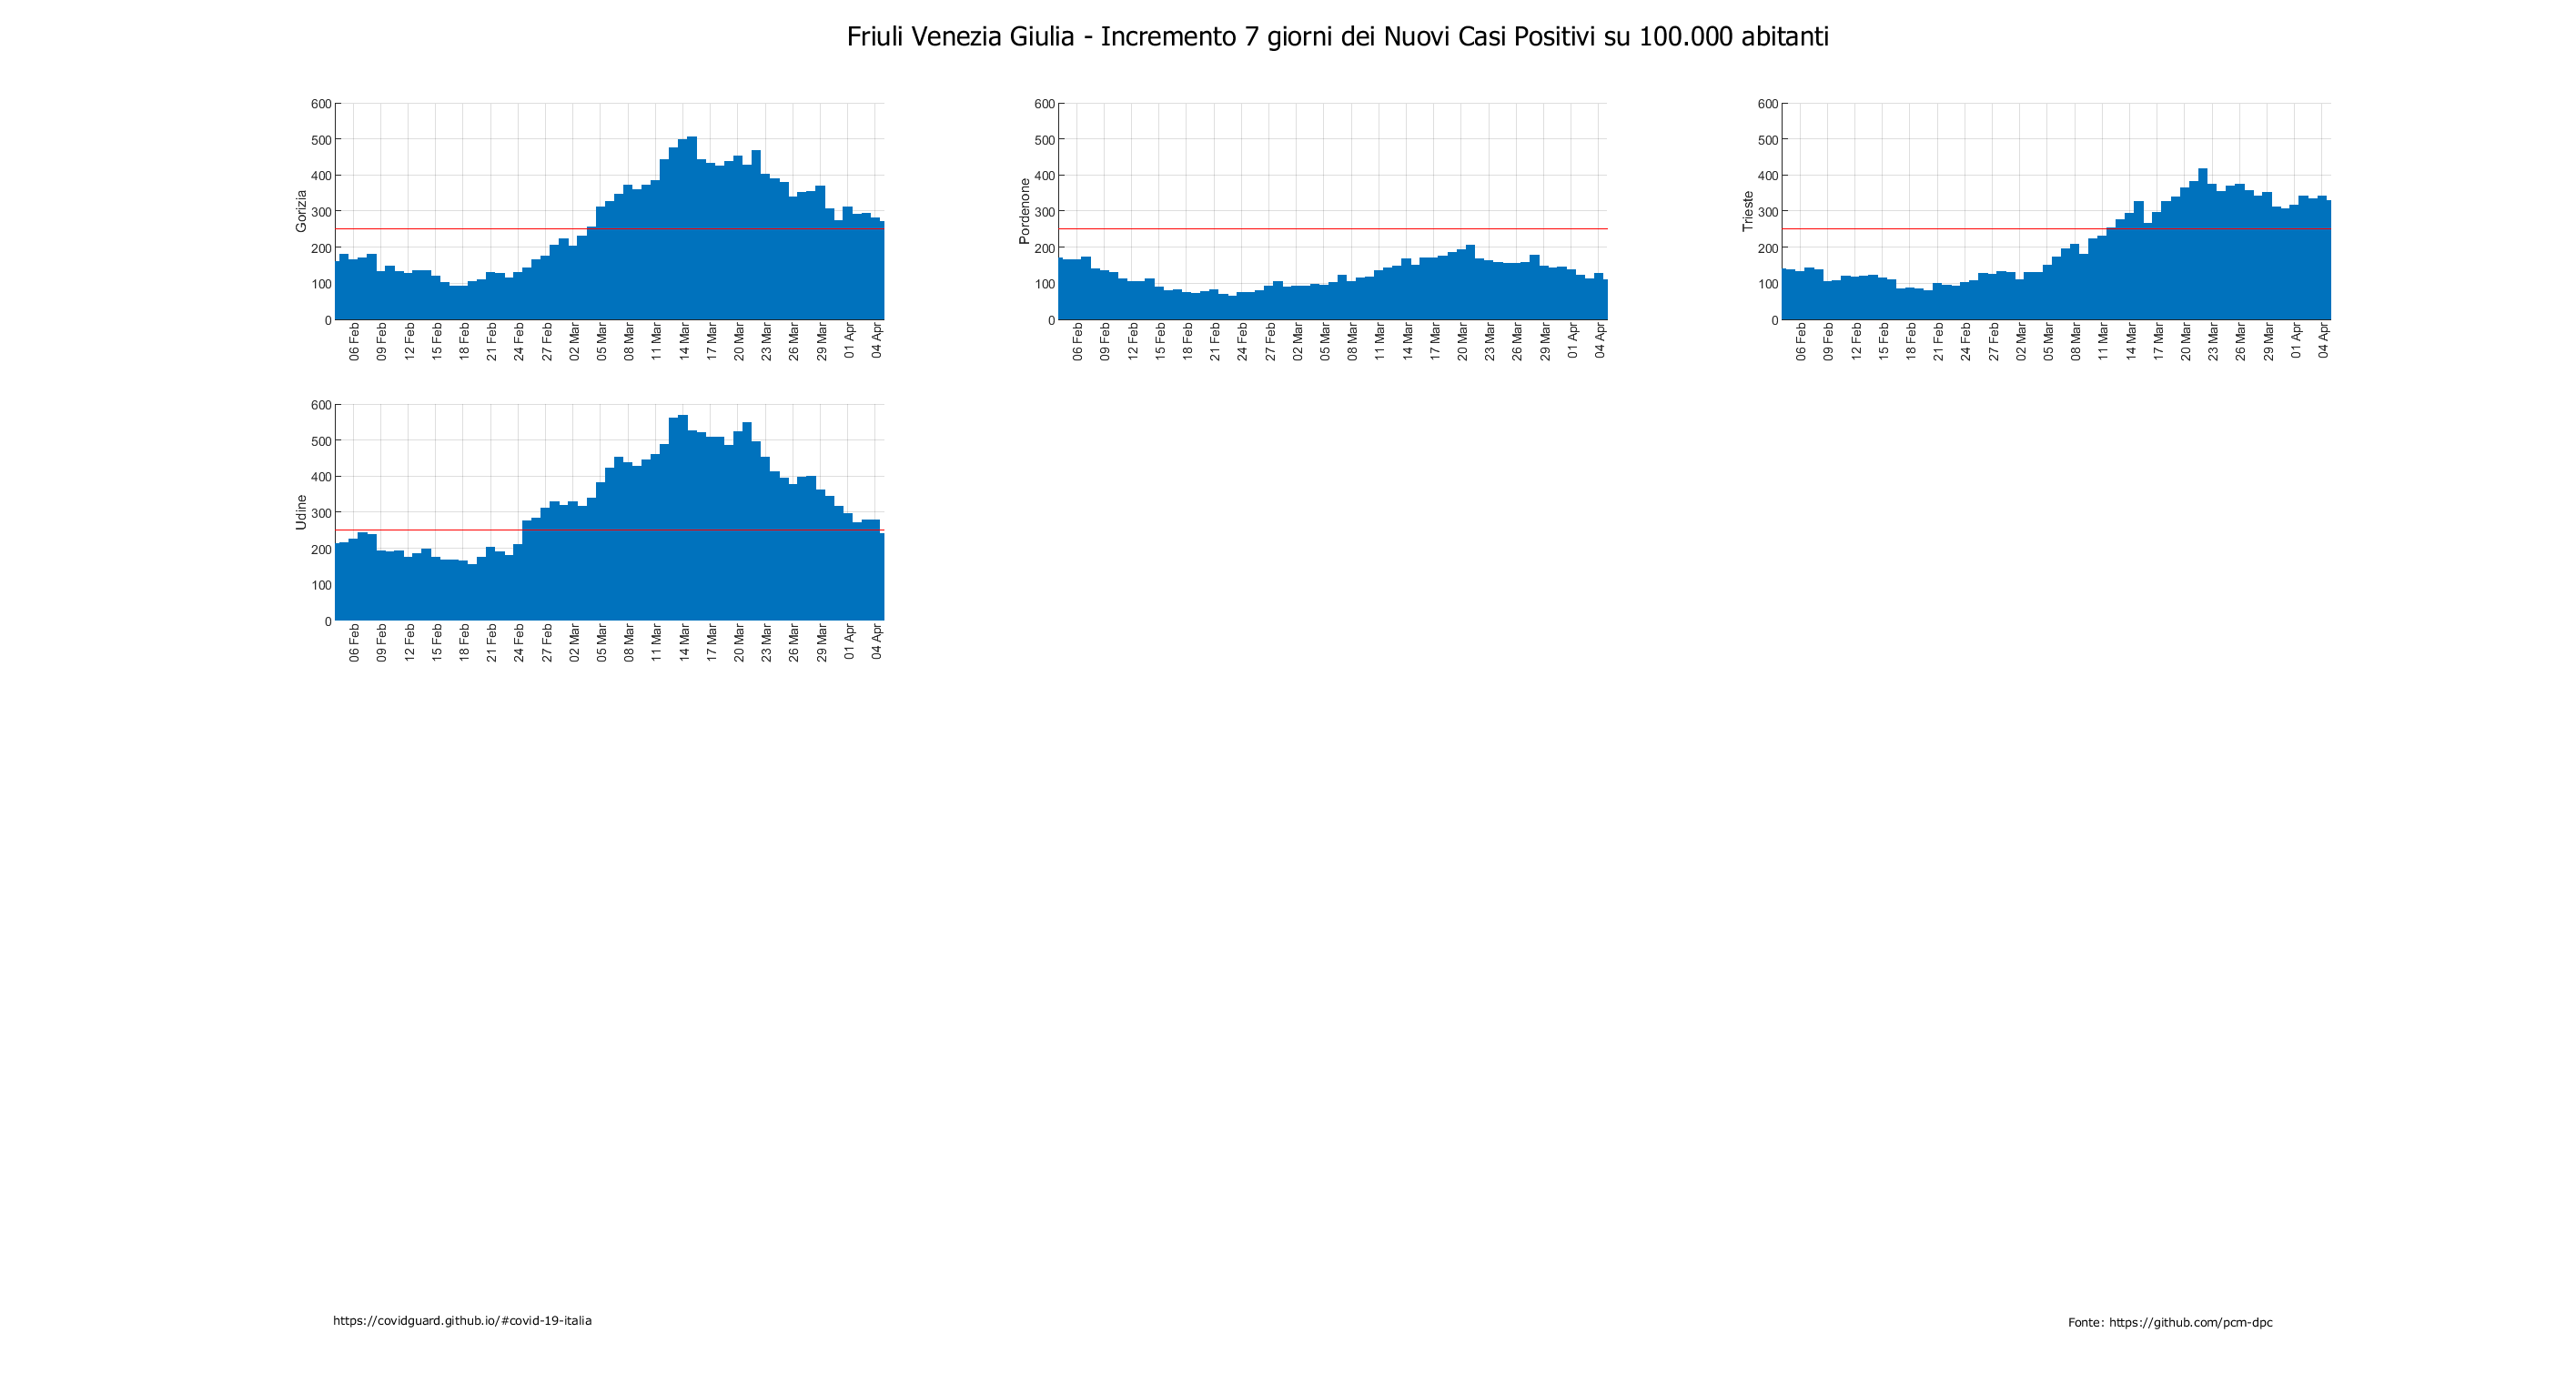 Friuli Venezia Giulia - Incremento 7 giorni dei Nuovi Casi Positivi su 100.000 abitanti
Gorizia
600
500
400
300
200
100
0
06 Feb 09 Feb 12 Feb 15 Feb 18 Feb 21 Feb 24 Feb 27 Feb 02 Mar 05 Mar 08 Mar 11 Mar 14 Mar 17 Mar 20 Mar 23 Mar 26 Mar 29 Mar 01 Apr 04 Apr
Pordenone
600
500
400
300
200
100
0
06 Feb 09 Feb 12 Feb 15 Feb 18 Feb 21 Feb 24 Feb 27 Feb 02 Mar 05 Mar 08 Mar 11 Mar 14 Mar 17 Mar 20 Mar 23 Mar 26 Mar 29 Mar 01 Apr 04 Apr
Trieste
600
500
400
300
200
100
0
06 Feb 09 Feb 12 Feb 15 Feb 18 Feb 21 Feb 24 Feb 27 Feb 02 Mar 05 Mar 08 Mar 11 Mar 14 Mar 17 Mar 20 Mar 23 Mar 26 Mar 29 Mar 01 Apr 04 Apr
Udine
600
500
400
300
200
100
0
06 Feb 09 Feb 12 Feb 15 Feb 18 Feb 21 Feb 24 Feb 27 Feb 02 Mar 05 Mar 08 Mar 11 Mar 14 Mar 17 Mar 20 Mar 23 Mar 26 Mar 29 Mar 01 Apr 04 Apr
https://covidguard.github.io/#covid-19-italia
Fonte: https://github.com/pcm-dpc